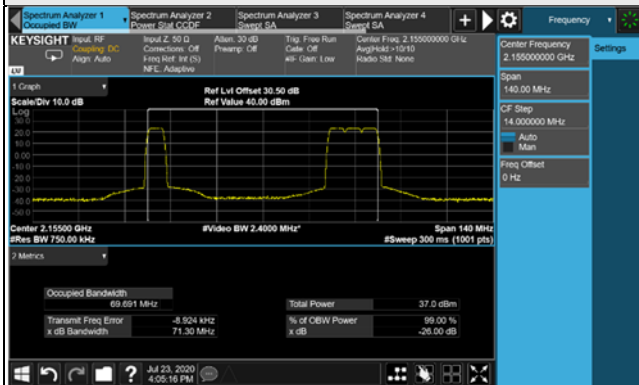 Spectrum Analyzer 1
Occupied BW
Spectrum Analyzer 2
Power Stat CCDF
Spectrum Analyzer 3
Swept SA
Spectrum Analyzer 4
Swept SA
Frequency
KEYSIGHT
Input: RF
Coupling: DC
Align: Auto
Input Z: 50 Ω
Corrections: Off
Freq Ref: Int (S)
NFE: Adaptive
Atten: 30 dB
Preamp: Off
Trig: Free Run
Gate: Off
#IF Gain: Low
Center Freq: 2.155000000 GHz
Avg|Hold:>10/10
Radio Std: None
LV
Center Frequency
2.155000000 GHz
Settings
Span
140.00 MHz
CF Step
14.000000 MHz
Auto
Man
Freq Offset
0 Hz
1 Graph
Scale/Div 10.0 dB
Ref Lvl Offset 30.50 dB
Ref Value 40.00 dBm
Log
30.0
20.0
10.0
0.00
-10.0
-20.0
-30.0
-40.0
-50.0
Center 2.15500 GHz
#Res BW 750.00 kHz
#Video BW 2.4000 MHz*
Span 140 MHz
#Sweep 300 ms (1001 pts)
2 Metrics
Occupied Bandwidth
69.691 MHz
Total Power 37.0 dBm
Transmit Freq Error -8.924 kHz
% of OBW Power 99.00 %
x dB Bandwidth 71.30 MHz
x dB -26.00 dB
?
Jul 23, 2020
4:05:16 PM